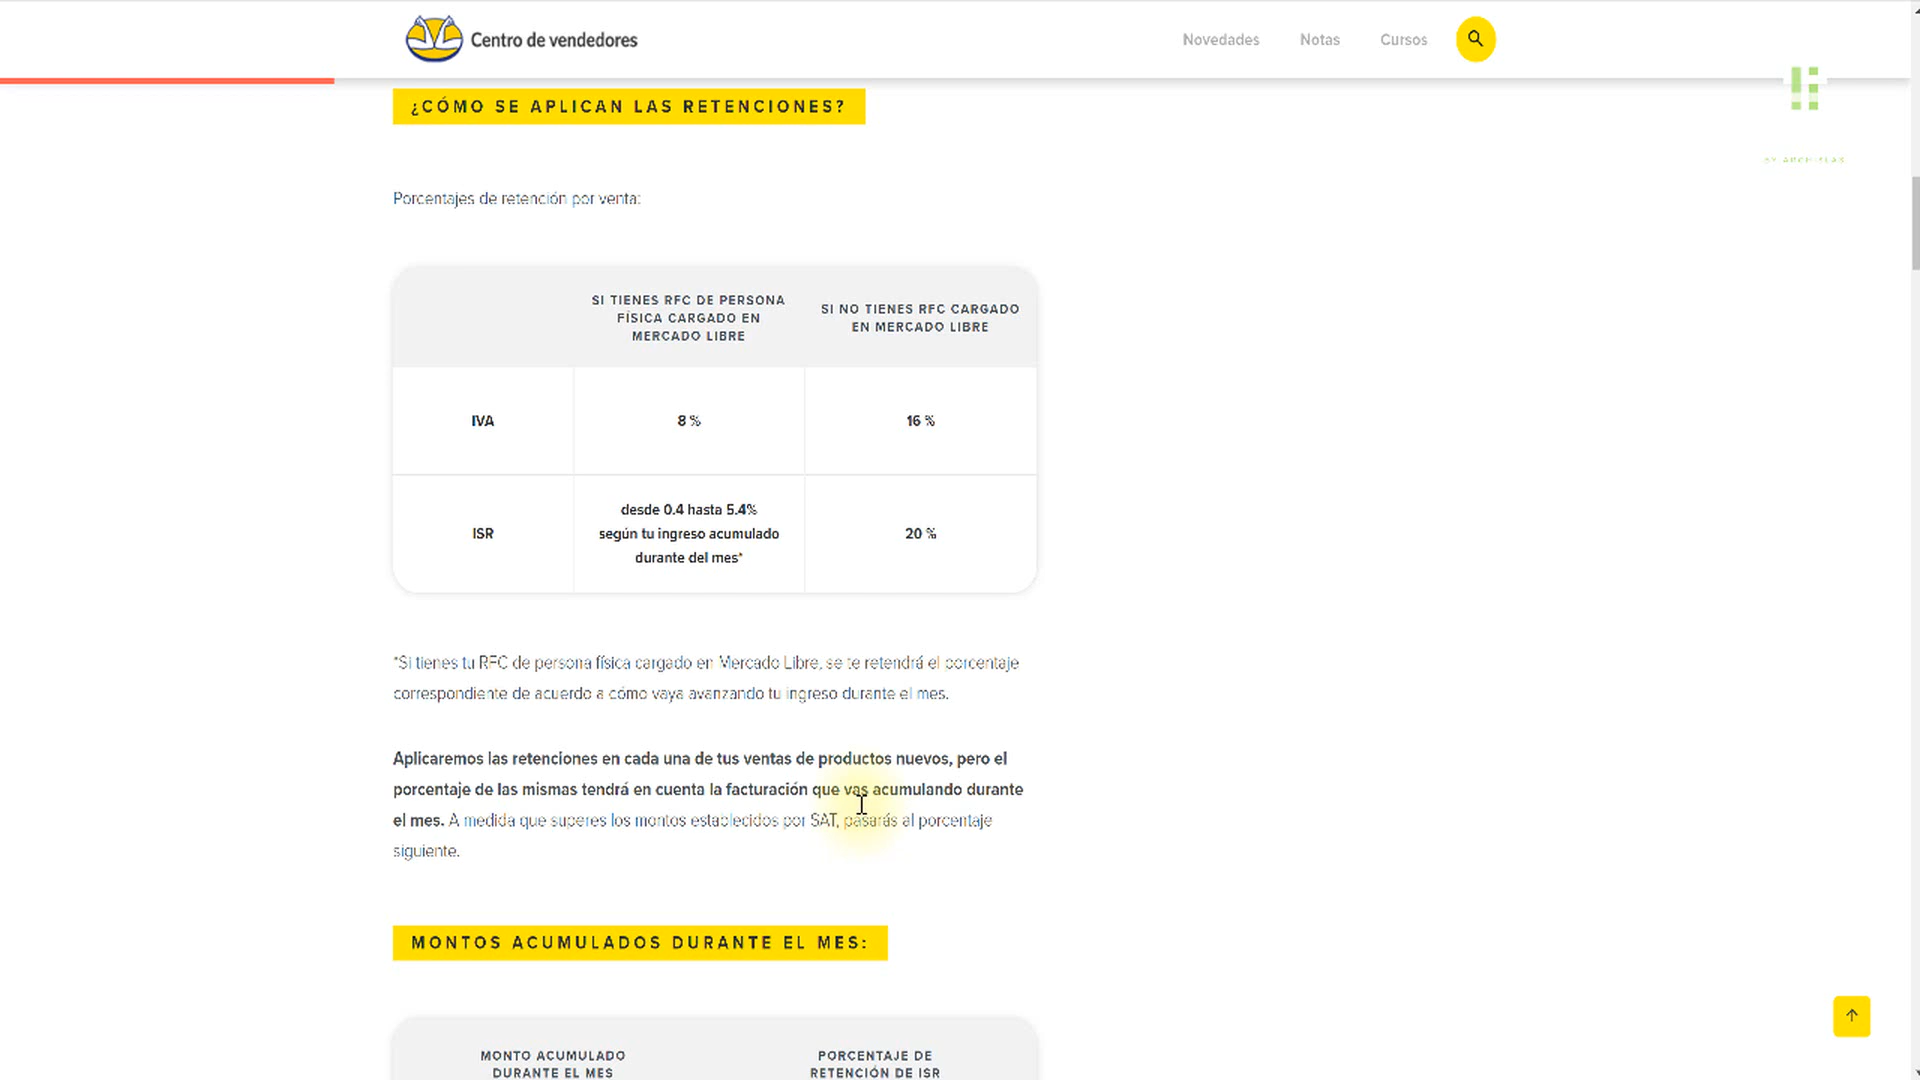 Centro de vendedores
Novedades
Notas
Cursos
¿CÓMO SE APLICAN LAS RETENCIONES?
BY ARCHIFLAB
Porcentajes de retención por venta:
SI TIENES RFC DE PERSONA
FÍSICA CARGADO EN
MERCADO LIBRE
SI NO TIENES RFC CARGADO
EN MERCADO LIBRE
IVA
8 %
16 %
ISR
desde 0.4 hasta 5.4%
según tu ingreso acumulado
durante del mes*
20 %
*Si tienes tu RFC de persona física cargado en Mercado Libre, se te retendrá el porcentaje
correspondiente de acuerdo a cómo vaya avanzando tu ingreso durante el mes.
Aplicaremos las retenciones en cada una de tus ventas de productos nuevos, pero el
porcentaje de las mismas tendrá en cuenta la facturación que vas acumulando durante
el mes. A medida que superes los montos establecidos por SAT, pasarás al porcentaje
siguiente.
MONTOS ACUMULADOS DURANTE EL MES:
MONTO ACUMULADO
DURANTE EL MES
PORCENTAJE DE
RETENCIÓN DE ISR